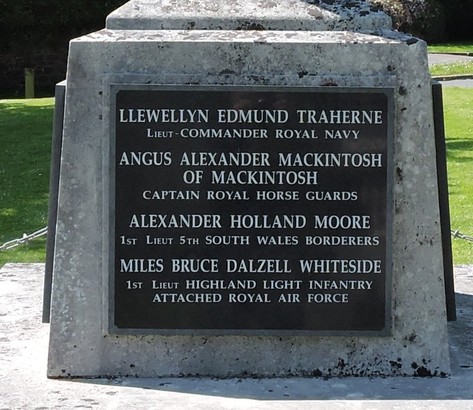 LLEWELLYN EDMUND TRAHERNE
LIEUT-COMMANDER ROYAL NAVY
ANGUS ALEXANDER MACKINTOSH
OF MACKINTOSH
CAPTAIN ROYAL HORSE GUARDS
ALEXANDER HOLLAND MOORE
1ST LIEUT 5TH SOUTH WALES BORDERERS
MILES BRUCE DALZELL WHITESIDE
1ST LIEUT HIGHLAND LIGHT INFANTRY
ATTACHED ROYAL AIR FORCE